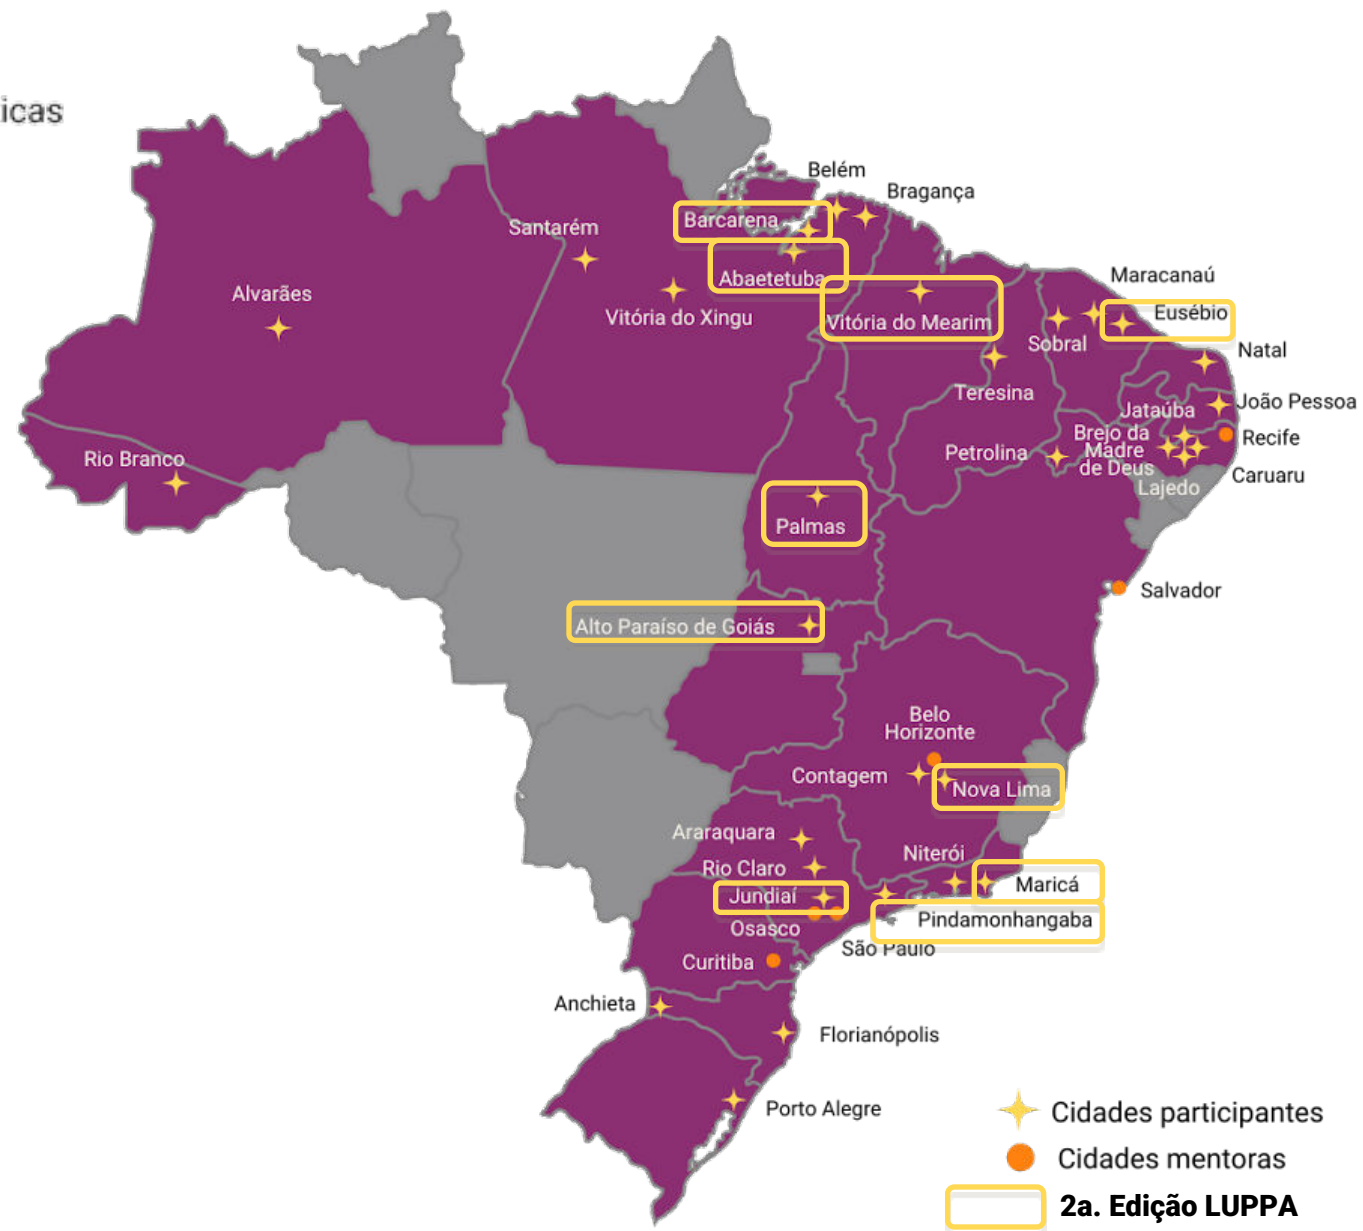 icas
Belém
Bragança
Barcarena
Santarém
Abaetetuba
Maracanaú
Alvarães
Vitória do Xingu
Vitória do Mearim
Eusébio
Sobral
Natal
Teresina
João Pessoa
Jataúba
Recife
Brejo da
Madre
de Deus
Petrolina
Rio Branco
Caruaru
Lajedo
Palmas
Salvador
Alto Paraíso de Goiás
Belo
Horizonte
Contagem
Nova Lima
Araraquara
Niterói
Rio Claro
Maricá
Jundiaí
Pindamonhangaba
Osasco
São Paulo
Curitiba
Anchieta
Florianópolis
Porto Alegre
Cidades participantes
Cidades mentoras
2a. Edição LUPPA